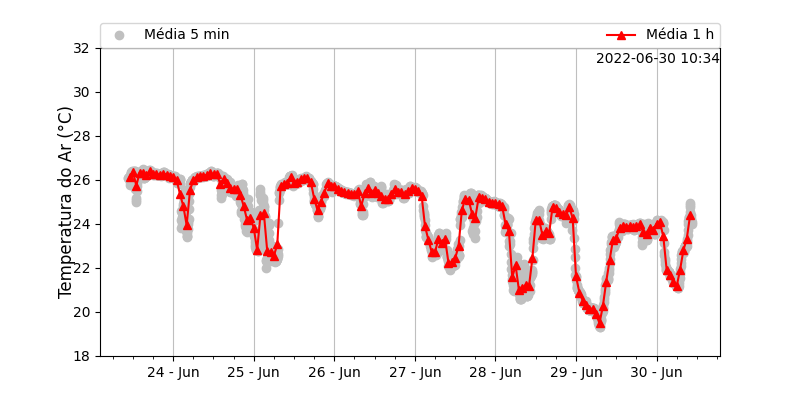 Média 5 min
Média 1 h
2022-06-30 10:34
Temperatura do Ar (°C)
32
30
28
26
24
22
20
18
24 - Jun
25 - Jun
26 - Jun
27 - Jun
28 - Jun
29 - Jun
30 - Jun